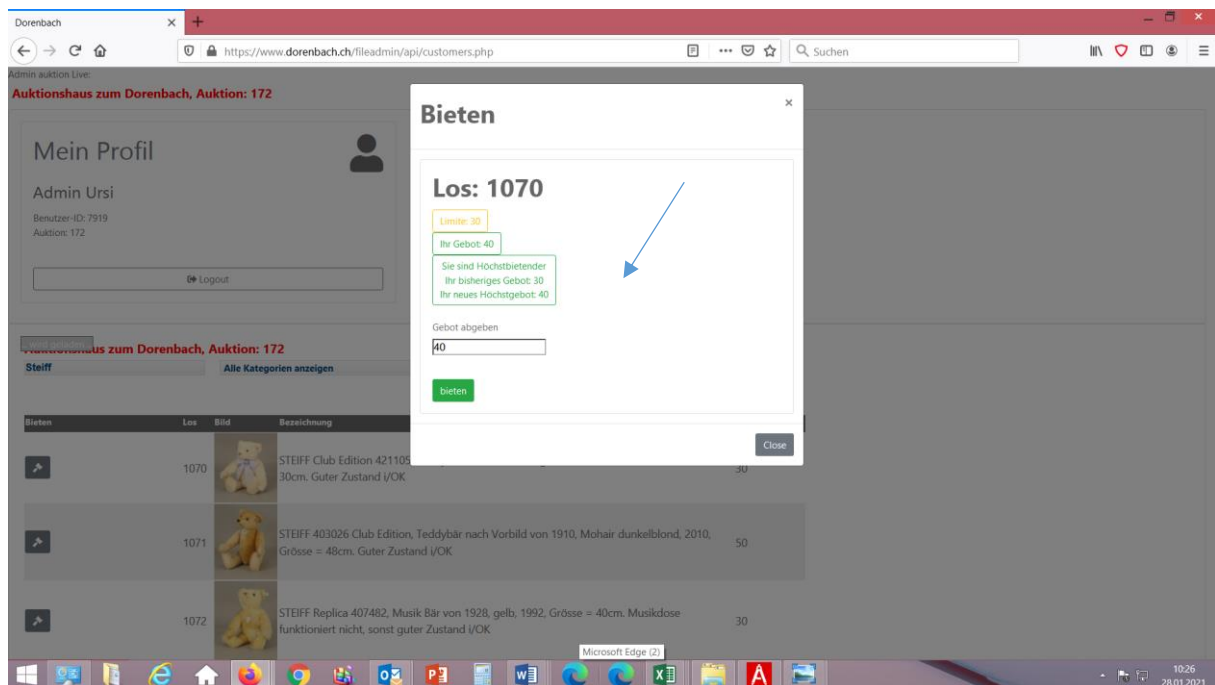 Dorenbach
https://www.dorenbach.ch/fileadmin/api/customers.php
Suchen
Admin auktion Live:
Auktionshaus zum Dorenbach, Auktion: 172
Mein Profil
Admin Ursi
Benutzer-ID: 7919
Auktion: 172
Logout
Bieten
×
Los: 1070
Limite: 30
Ihr Gebot: 40
Sie sind Höchstbietender
Ihr bisheriges Gebot: 30
Ihr neues Höchstgebot: 40
Gebot abgeben
40
bieten
Close
wird geladen
us zum Dorenbach, Auktion: 172
Steiff Alle Kategorien anzeigen
Bieten Los Bild Bezeichnung
1070 STEIFF Club Edition 421105
30cm. Guter Zustand i/OK 30
1071 STEIFF 403026 Club Edition, Teddybär nach Vorbild von 1910, Mohair dunkelblond, 2010,
Grösse = 48cm. Guter Zustand i/OK 50
1072 STEIFF Replica 407482, Musik Bär von 1928, gelb, 1992, Grösse = 40cm. Musikdose
funktioniert nicht, sonst guter Zustand i/OK 30
Microsoft Edge (2)
10:26
28.01.2021